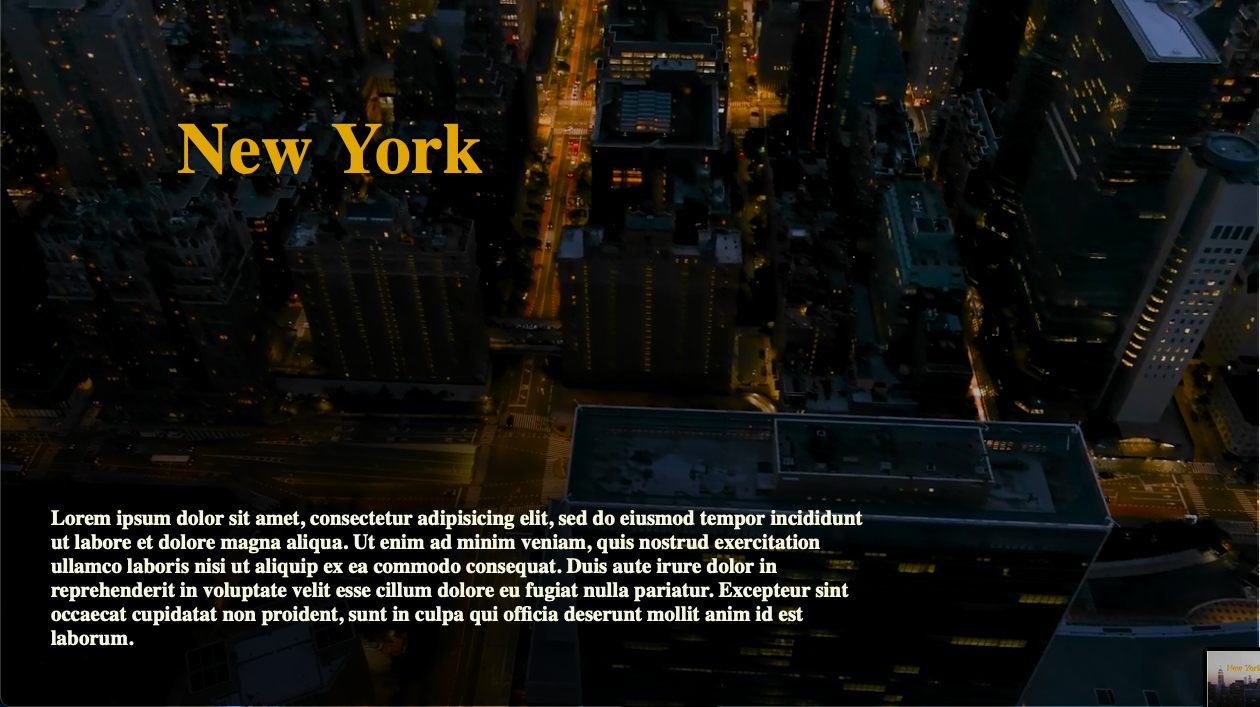 New York
Lorem ipsum dolor sit amet, consectetur adipisicing elit, sed do eiusmod tempor incididunt
ut labore et dolore magna aliqua. Ut enim ad minim veniam, quis nostrud exercitation
ullamco laboris nisi ut aliquip ex ea commodo consequat. Duis aute irure dolor in
reprehenderit in voluptate velit esse cillum dolore eu fugiat nulla pariatur. Excepteur sint
occaecat cupidatat non proident, sunt in culpa qui officia deserunt mollit anim id est
laborum.
New York